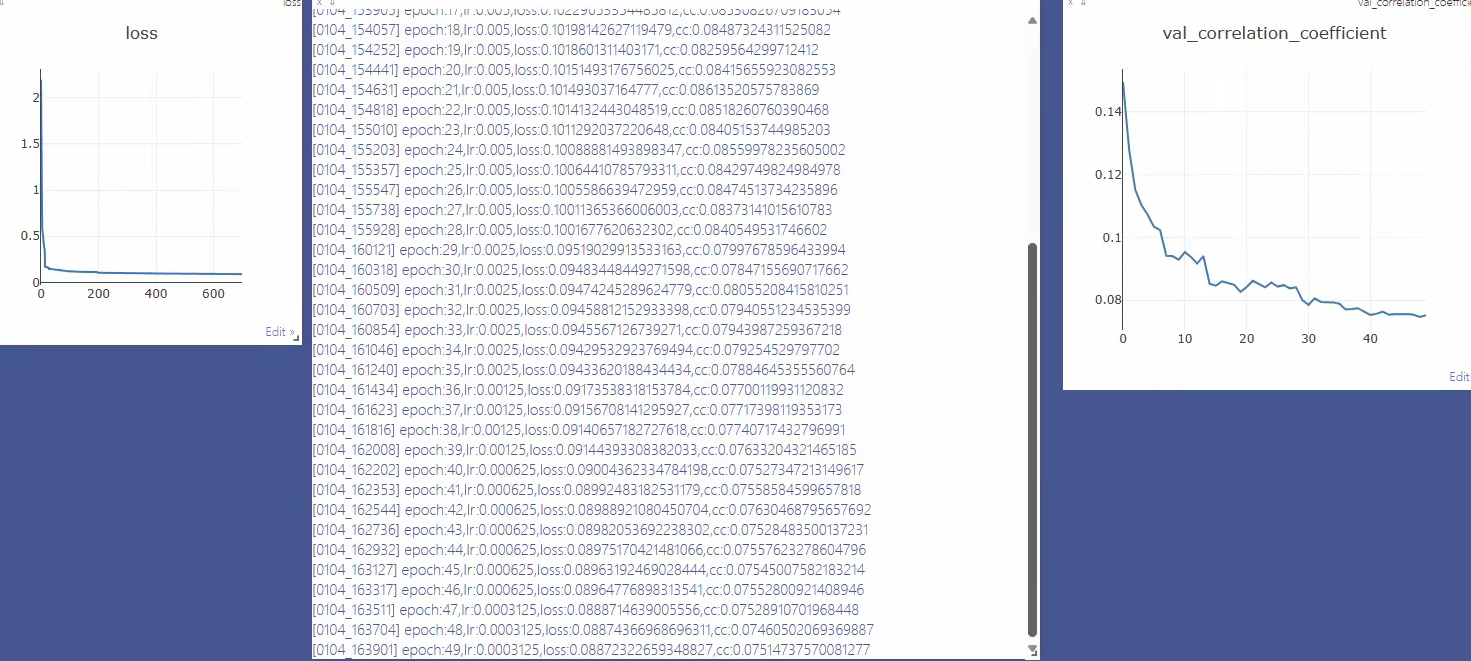 loss
loss
2
1.5
1
0.5
0
0
200
400
600
Edit »
[0104_154057] epoch:18,lr:0.005,loss:0.10198142627119479,cc:0.08487324311525082
[0104_154252] epoch:19,lr:0.005,loss:0.1018601311403171,cc:0.08259564299712412
[0104_154441] epoch:20,lr:0.005,loss:0.10151493176756025,cc:0.08415655923082553
[0104_154631] epoch:21,lr:0.005,loss:0.101493037164777,cc:0.08613520575783869
[0104_154818] epoch:22,lr:0.005,loss:0.1014132443048519,cc:0.08518260760390468
[0104_155010] epoch:23,lr:0.005,loss:0.1011292037220648,cc:0.08405153744985203
[0104_155203] epoch:24,lr:0.005,loss:0.10088881493898347,cc:0.08559978235605002
[0104_155357] epoch:25,lr:0.005,loss:0.10064410785793311,cc:0.08429749824984978
[0104_155547] epoch:26,lr:0.005,loss:0.1005586639472959,cc:0.08474513734235896
[0104_155738] epoch:27,lr:0.005,loss:0.10011365366006003,cc:0.08373141015610783
[0104_155928] epoch:28,lr:0.005,loss:0.1001677620632302,cc:0.0840549531746602
[0104_160121] epoch:29,lr:0.0025,loss:0.09519029913533163,cc:0.07997678596433994
[0104_160318] epoch:30,lr:0.0025,loss:0.09483448449271598,cc:0.07847155690717662
[0104_160509] epoch:31,lr:0.0025,loss:0.09474245289624779,cc:0.08055208415810251
[0104_160703] epoch:32,lr:0.0025,loss:0.09458812152933398,cc:0.07940551234535399
[0104_160854] epoch:33,lr:0.0025,loss:0.0945567126739271,cc:0.07943987259367218
[0104_161046] epoch:34,lr:0.0025,loss:0.09429532923769494,cc:0.079254529797702
[0104_161240] epoch:35,lr:0.0025,loss:0.09433620188434434,cc:0.07884645355560764
[0104_161434] epoch:36,lr:0.00125,loss:0.09173538318153784,cc:0.07700119931120832
[0104_161623] epoch:37,lr:0.00125,loss:0.09156708141295927,cc:0.07717398119353173
[0104_161816] epoch:38,lr:0.00125,loss:0.09140657182727618,cc:0.07740717432796991
[0104_162008] epoch:39,lr:0.00125,loss:0.09144393308382033,cc:0.07633204321465185
[0104_162202] epoch:40,lr:0.000625,loss:0.09004362334784198,cc:0.07527347213149617
[0104_162353] epoch:41,lr:0.000625,loss:0.08992483182531179,cc:0.07558584599657818
[0104_162544] epoch:42,lr:0.000625,loss:0.08988921080450704,cc:0.07630468795657692
[0104_162736] epoch:43,lr:0.000625,loss:0.08982053692238302,cc:0.07528483500137231
[0104_162932] epoch:44,lr:0.000625,loss:0.08975170421481066,cc:0.07557623278604796
[0104_163127] epoch:45,lr:0.000625,loss:0.08963192469028444,cc:0.07545007582183214
[0104_163317] epoch:46,lr:0.000625,loss:0.08964776898313541,cc:0.07552800921408946
[0104_163511] epoch:47,lr:0.0003125,loss:0.0888714639005556,cc:0.07528910701968448
[0104_163704] epoch:48,lr:0.0003125,loss:0.08874366968696311,cc:0.07460502069369887
[0104_163901] epoch:49,lr:0.0003125,loss:0.08872322659348827,cc:0.07514737570081277
val_correlation_coefficie
val_correlation_coefficient
0.14
0.12
0.1
0.08
0
10
20
30
40
Edit